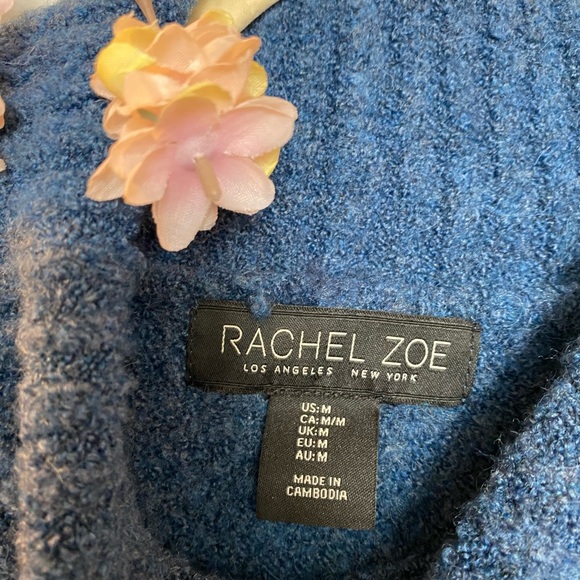 RACHEL ZOE
LOS ANGELES NEW YORK
US: M
CA: M/M
UK: M
EU: M
AU: M
MADE IN
CAMBODIA